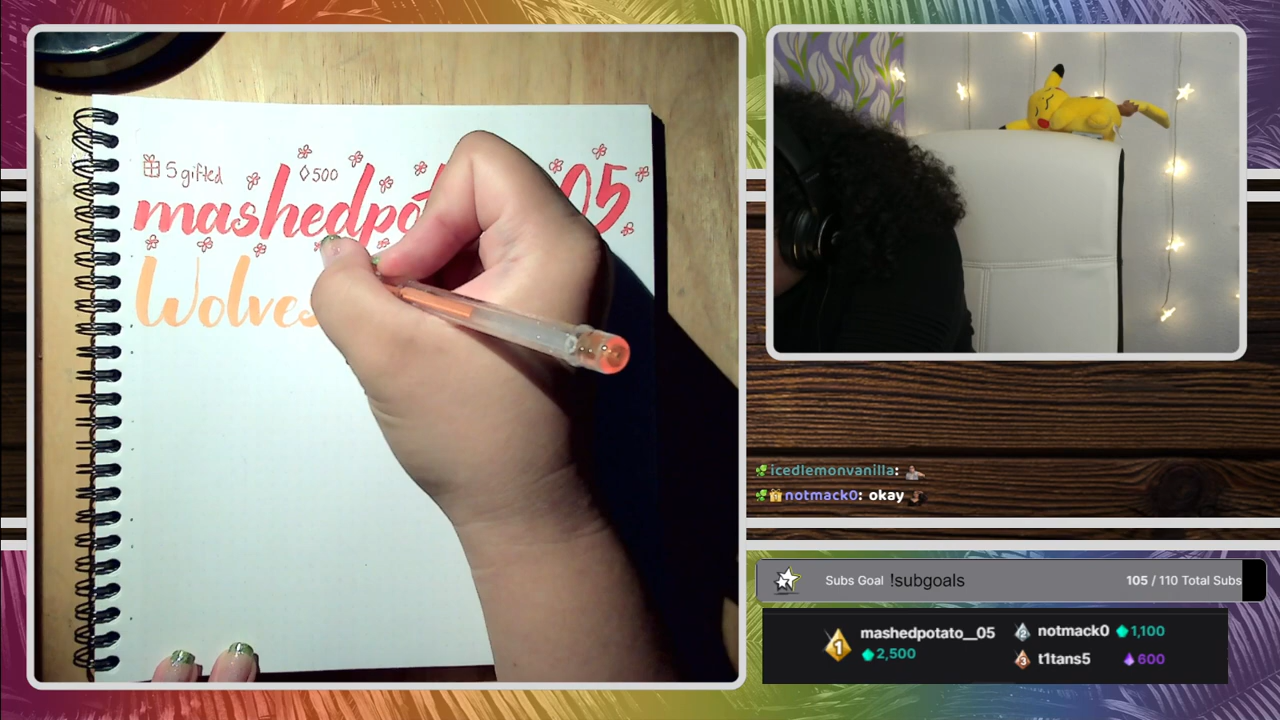 5 gifted
500
mashedpo
05
Wolves
icedlemonvanilla:
notmack0: okay
Subs Goal !subgoals
105 / 110 Total Subs
1 mashedpotato__05
2,500
2 notmack0 1,100
3 t1tans5 600